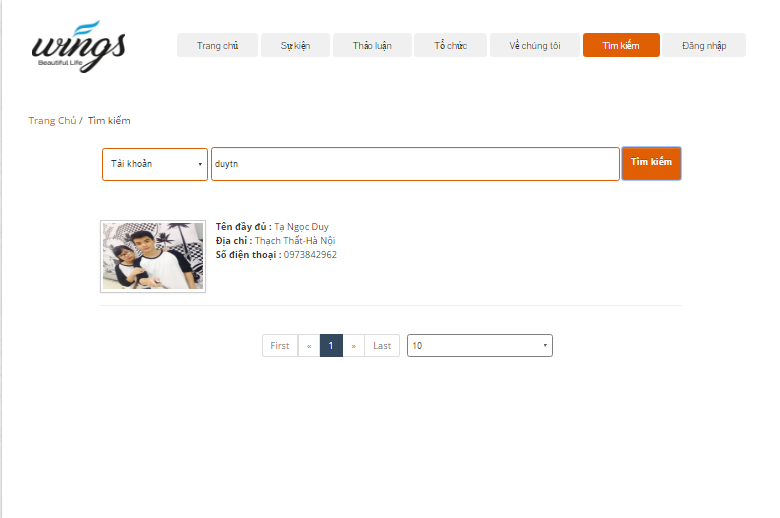 wings
Beautiful Life
Trang chủ Sự kiện Thảo luận Tổ chức Về chúng tôi Tìm kiếm Đăng nhập
Trang Chủ / Tìm kiếm
Tài khoản duytn Tìm kiếm
Tên đầy đủ : Tạ Ngọc Duy
Địa chỉ : Thạch Thất-Hà Nội
Số điện thoại : 0973842962
First « 1 » Last 10